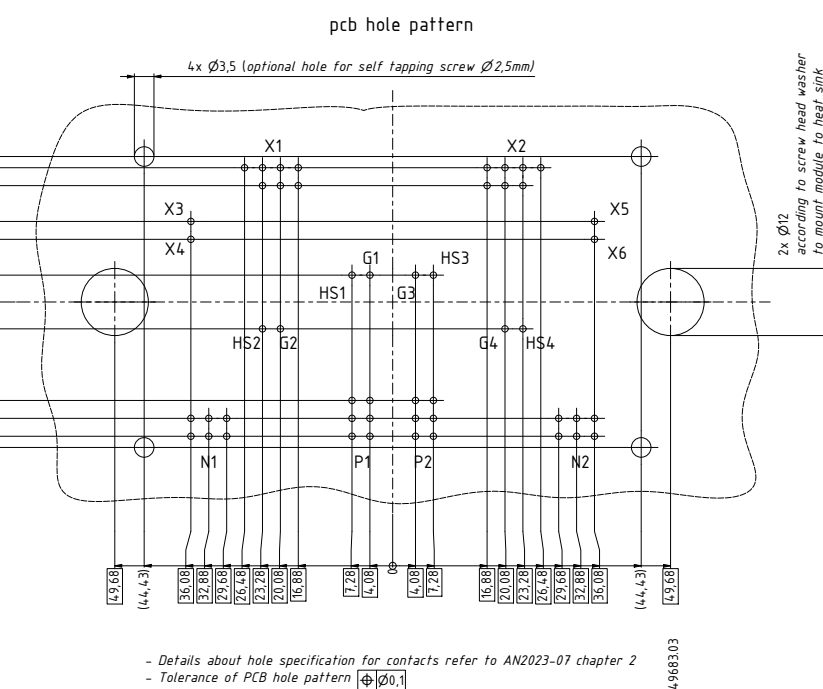 pcb hole pattern
4x Ø3,5 (optional hole for self tapping screw Ø2,5mm)
2x Ø12
according to screw head washer
to mount module to heat sink
X1
X2
X3
X5
X4
X6
G1
HS3
HS1
G3
HS2
G2
G4
HS4
N1
P1
P2
N2
49,68
(44,43)
36,08
32,88
29,68
26,48
23,28
20,08
16,88
7,28
4,08
0
4,08
7,28
16,88
20,08
23,28
26,48
29,68
32,88
36,08
(44,43)
49,68
- Details about hole specification for contacts refer to AN2023-07 chapter 2
- Tolerance of PCB hole pattern ⌖ Ø0,1
49683.03